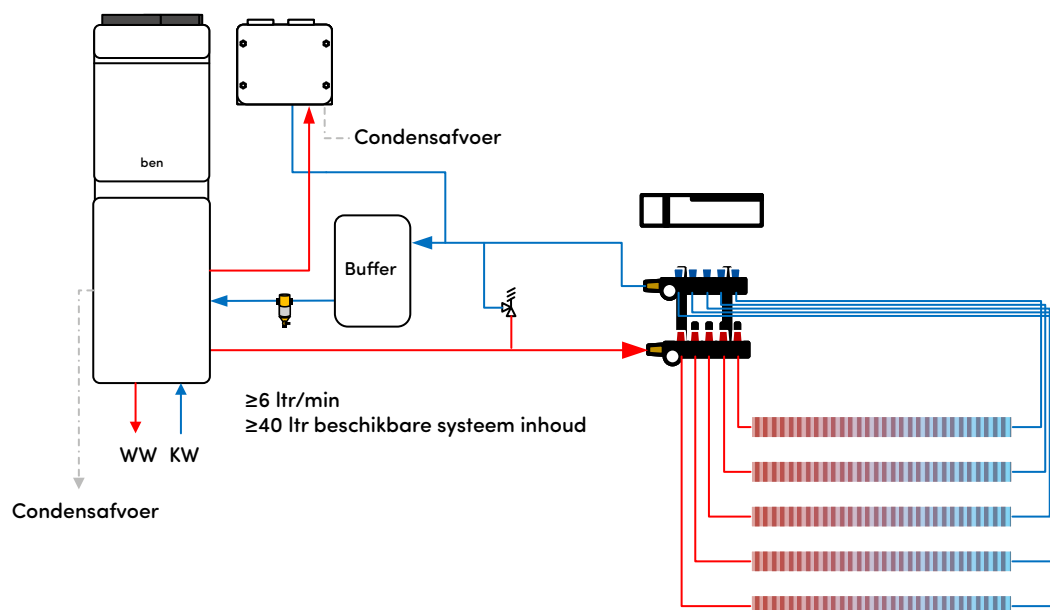 Condensafvoer
ben
Buffer
≥6 ltr/min
≥40 ltr beschikbare systeem inhoud
WW KW
Condensafvoer